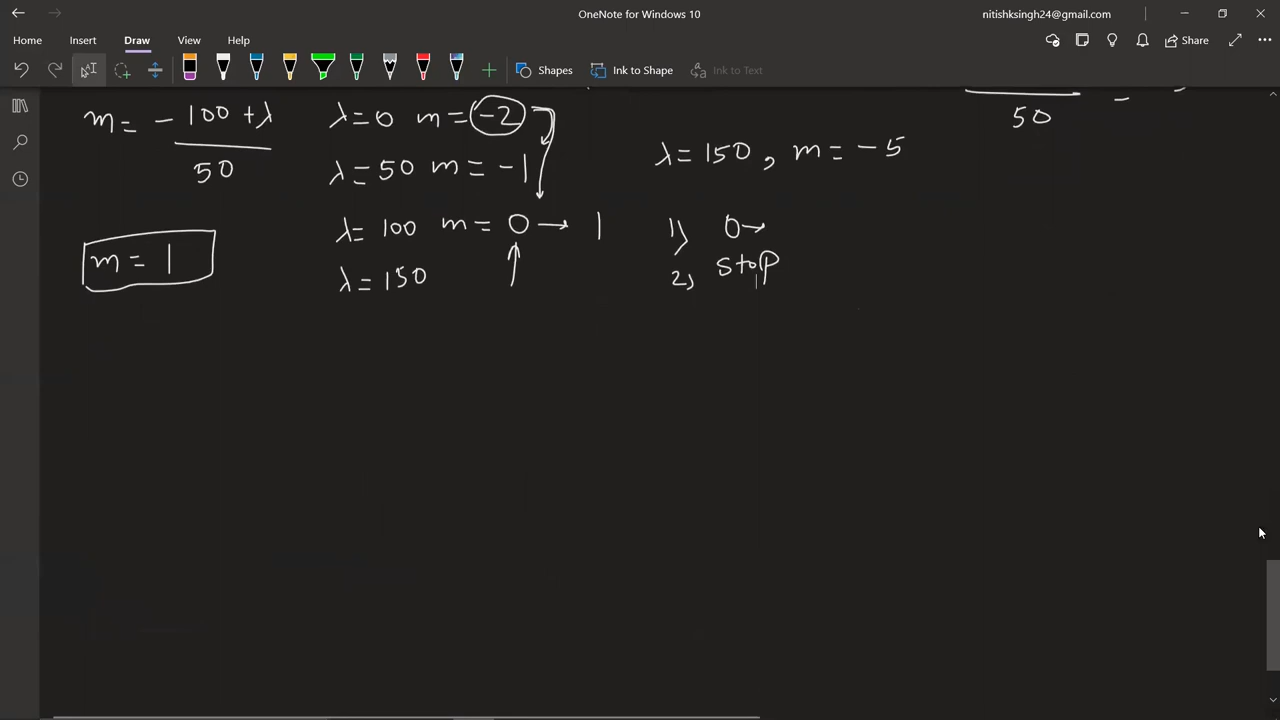 OneNote for Windows 10
nitishksingh24@gmail.com
Home Insert Draw View Help
Share
Shapes Ink to Shape Ink to Text
m = - 100 + λ
50
λ = 0 m = -2
λ = 50 m = -1
λ = 100 m = 0 → 1
λ = 150
m = 1
50
λ = 150, m = -5
1) 0→
2) stop